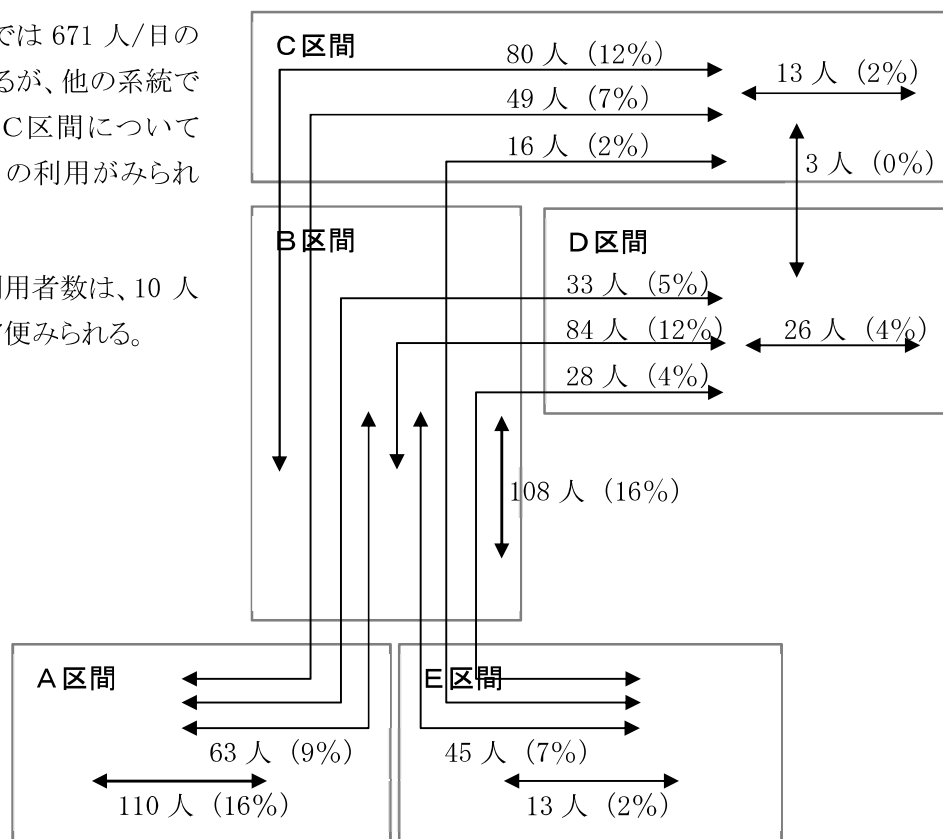 では 671 人/日の
るが、他の系統で
C区間について
の利用がみられ
用者数は、10 人
便みられる。
C区間
80 人（12%）
13 人（2%）
49 人（7%）
16 人（2%）
3 人（0%）
B区間
D区間
33 人（5%）
84 人（12%）
26 人（4%）
28 人（4%）
108 人（16%）
A区間
E区間
63 人（9%）
45 人（7%）
110 人（16%）
13 人（2%）